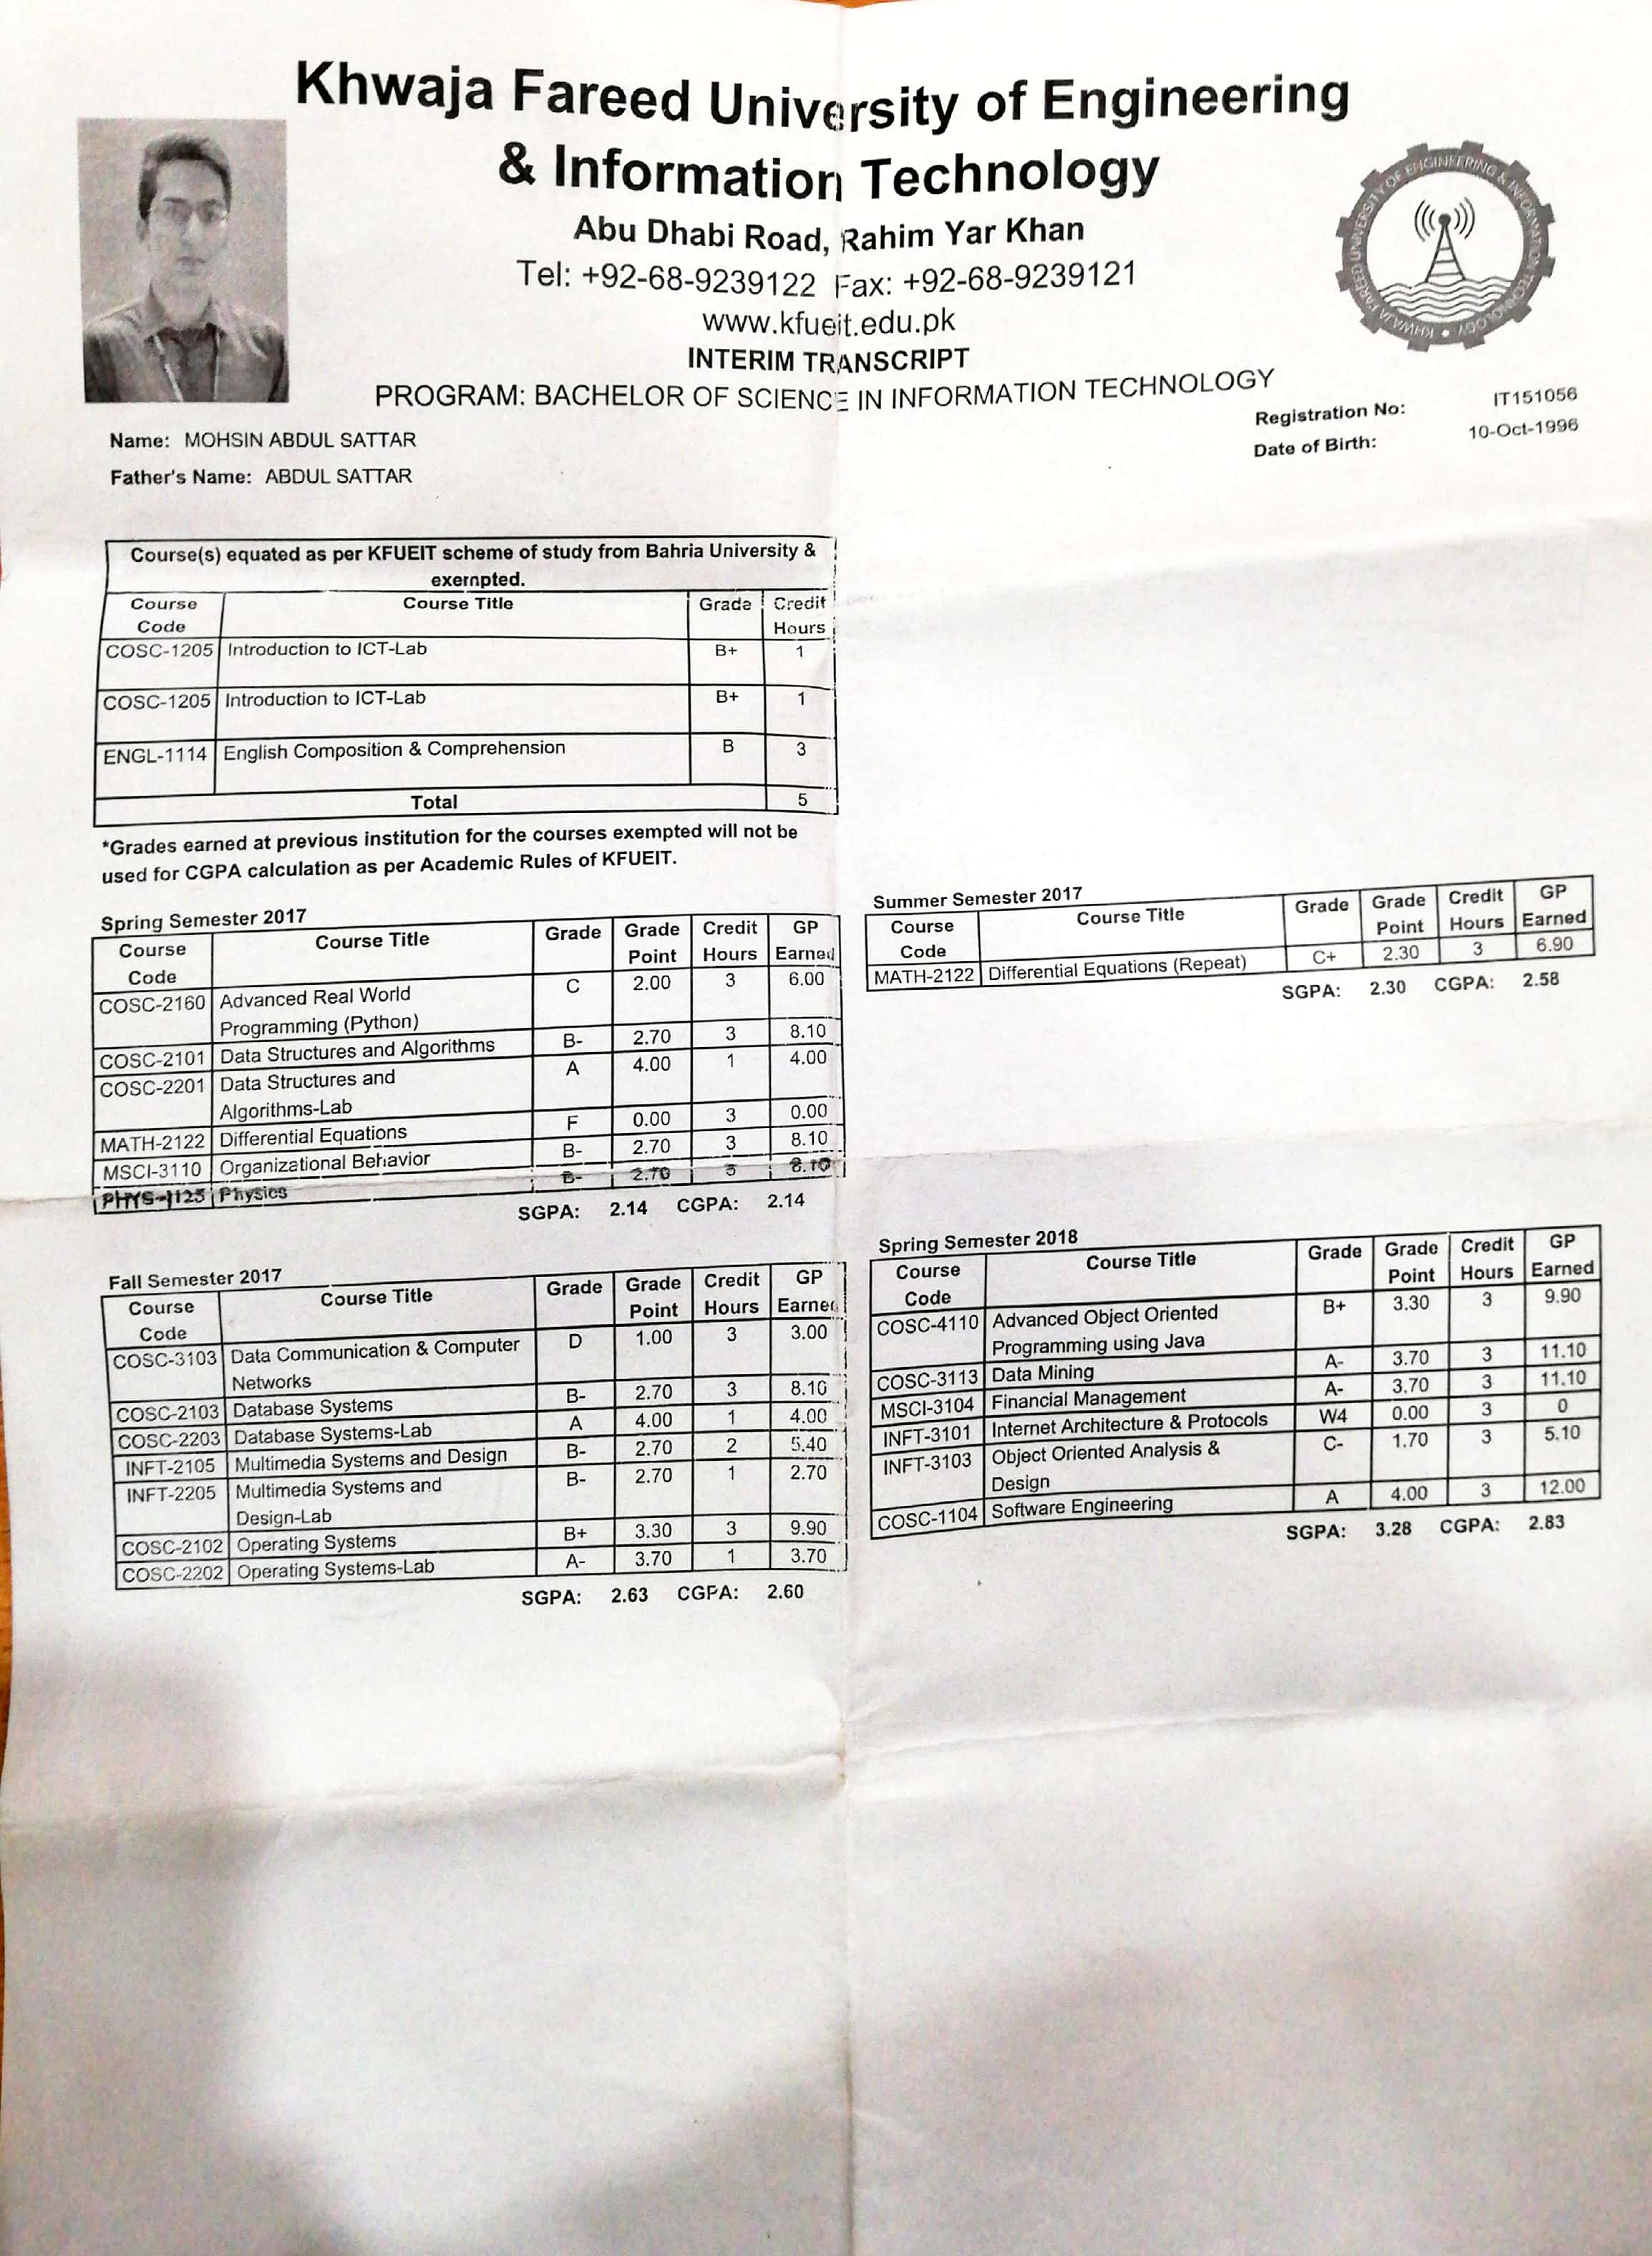 Khwaja Fareed University of Engineering
& Information Technology
Abu Dhabi Road, Rahim Yar Khan
Tel: +92-68-9239122 Fax: +92-68-9239121
www.kfueit.edu.pk
INTERIM TRANSCRIPT
PROGRAM: BACHELOR OF SCIENCE IN INFORMATION TECHNOLOGY
KHWAJA FAREED UNIVERSITY OF ENGINEERING & INFORMATION TECHNOLOGY
Registration No: IT151056
Date of Birth: 10-Oct-1996
Name: MOHSIN ABDUL SATTAR
Father's Name: ABDUL SATTAR
Course(s) equated as per KFUEIT scheme of study from Bahria University &
exempted.
Course Course Title Grade Credit
Code Hours
COSC-1205 Introduction to ICT-Lab B+ 1
COSC-1205 Introduction to ICT-Lab B+ 1
ENGL-1114 English Composition & Comprehension B 3
Total 5
*Grades earned at previous institution for the courses exempted will not be
used for CGPA calculation as per Academic Rules of KFUEIT.
Spring Semester 2017
Course Course Title Grade Grade Credit GP
Code Point Hours Earned
COSC-2160 Advanced Real World C 2.00 3 6.00
Programming (Python)
COSC-2101 Data Structures and Algorithms B- 2.70 3 8.10
COSC-2201 Data Structures and A 4.00 1 4.00
Algorithms-Lab
MATH-2122 Differential Equations F 0.00 3 0.00
MSCI-3110 Organizational Behavior B- 2.70 3 8.10
PHYS-1123 Physics B- 2.70 3 8.10
SGPA: 2.14 CGPA: 2.14
Summer Semester 2017
Course Course Title Grade Grade Credit GP
Code Point Hours Earned
MATH-2122 Differential Equations (Repeat) C+ 2.30 3 6.90
SGPA: 2.30 CGPA: 2.58
Fall Semester 2017
Course Course Title Grade Grade Credit GP
Code Point Hours Earned
COSC-3103 Data Communication & Computer D 1.00 3 3.00
Networks
COSC-2103 Database Systems B- 2.70 3 8.10
COSC-2203 Database Systems-Lab A 4.00 1 4.00
INFT-2105 Multimedia Systems and Design B- 2.70 2 5.40
INFT-2205 Multimedia Systems and B- 2.70 1 2.70
Design-Lab
COSC-2102 Operating Systems B+ 3.30 3 9.90
COSC-2202 Operating Systems-Lab A- 3.70 1 3.70
SGPA: 2.63 CGPA: 2.60
Spring Semester 2018
Course Course Title Grade Grade Credit GP
Code Point Hours Earned
COSC-4110 Advanced Object Oriented B+ 3.30 3 9.90
Programming using Java
COSC-3113 Data Mining A- 3.70 3 11.10
MSCI-3104 Financial Management A- 3.70 3 11.10
INFT-3101 Internet Architecture & Protocols W4 0.00 3 0
INFT-3103 Object Oriented Analysis & C- 1.70 3 5.10
Design
COSC-1104 Software Engineering A 4.00 3 12.00
SGPA: 3.28 CGPA: 2.83